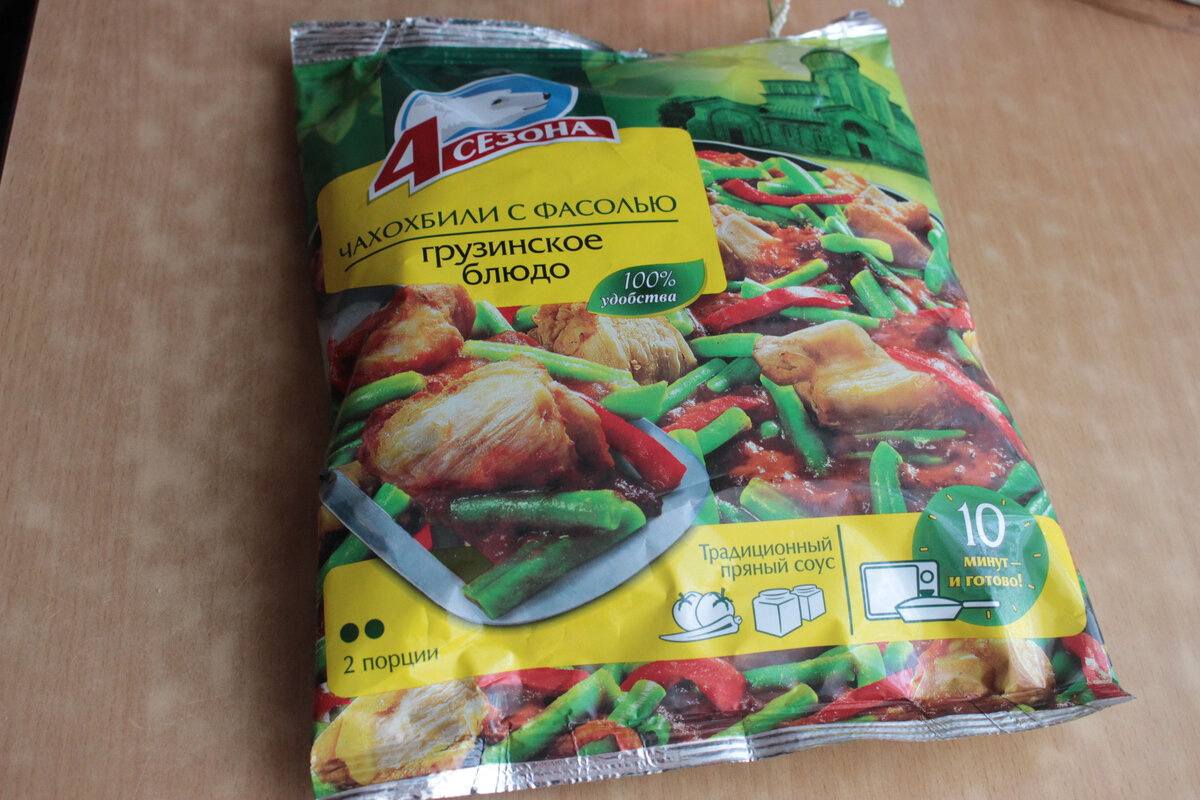 4 СЕЗОНА
ЧАХОХБИЛИ С ФАСОЛЬЮ
грузинское
блюдо
100%
удобства
Традиционный
пряный соус
10
минут –
и готово!
2 порции